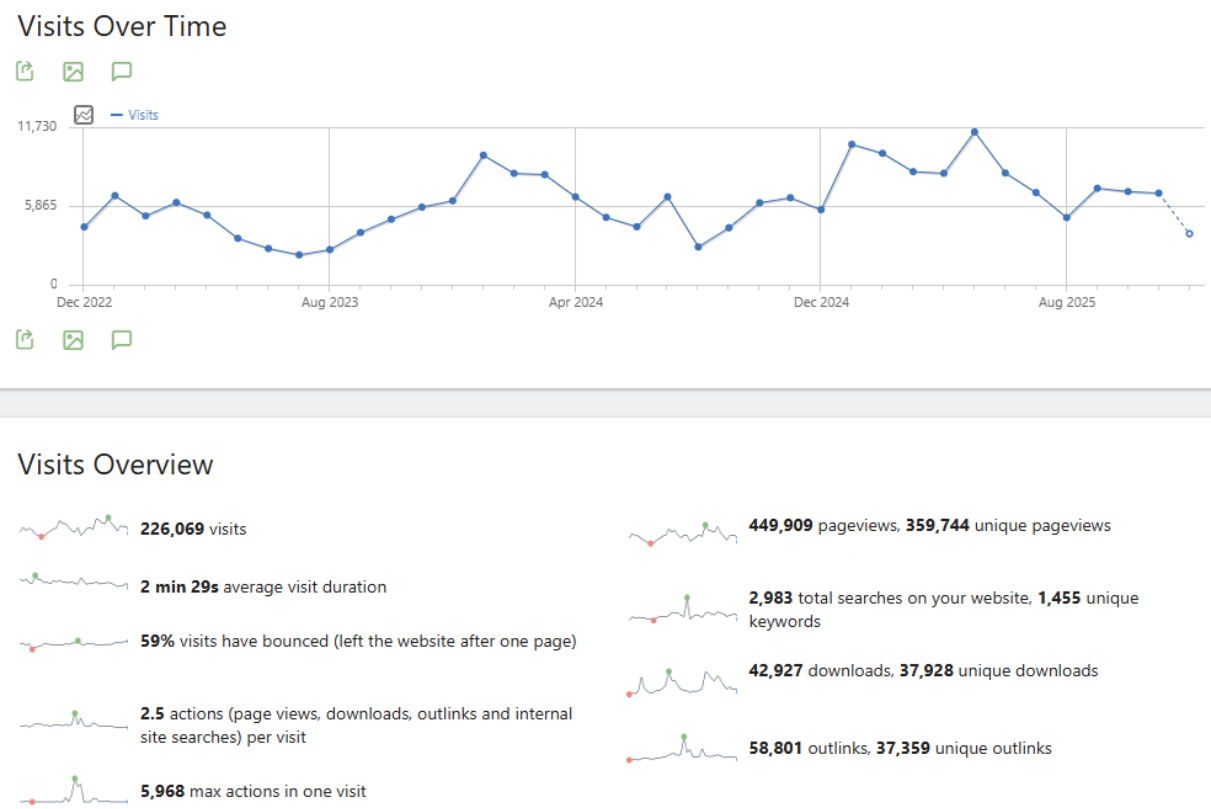 Visits Over Time
Visits
11,730
5,865
0
Dec 2022 Aug 2023 Apr 2024 Dec 2024 Aug 2025
Visits Overview
226,069 visits
2 min 29s average visit duration
59% visits have bounced (left the website after one page)
2.5 actions (page views, downloads, outlinks and internal
site searches) per visit
5,968 max actions in one visit
449,909 pageviews, 359,744 unique pageviews
2,983 total searches on your website, 1,455 unique
keywords
42,927 downloads, 37,928 unique downloads
58,801 outlinks, 37,359 unique outlinks